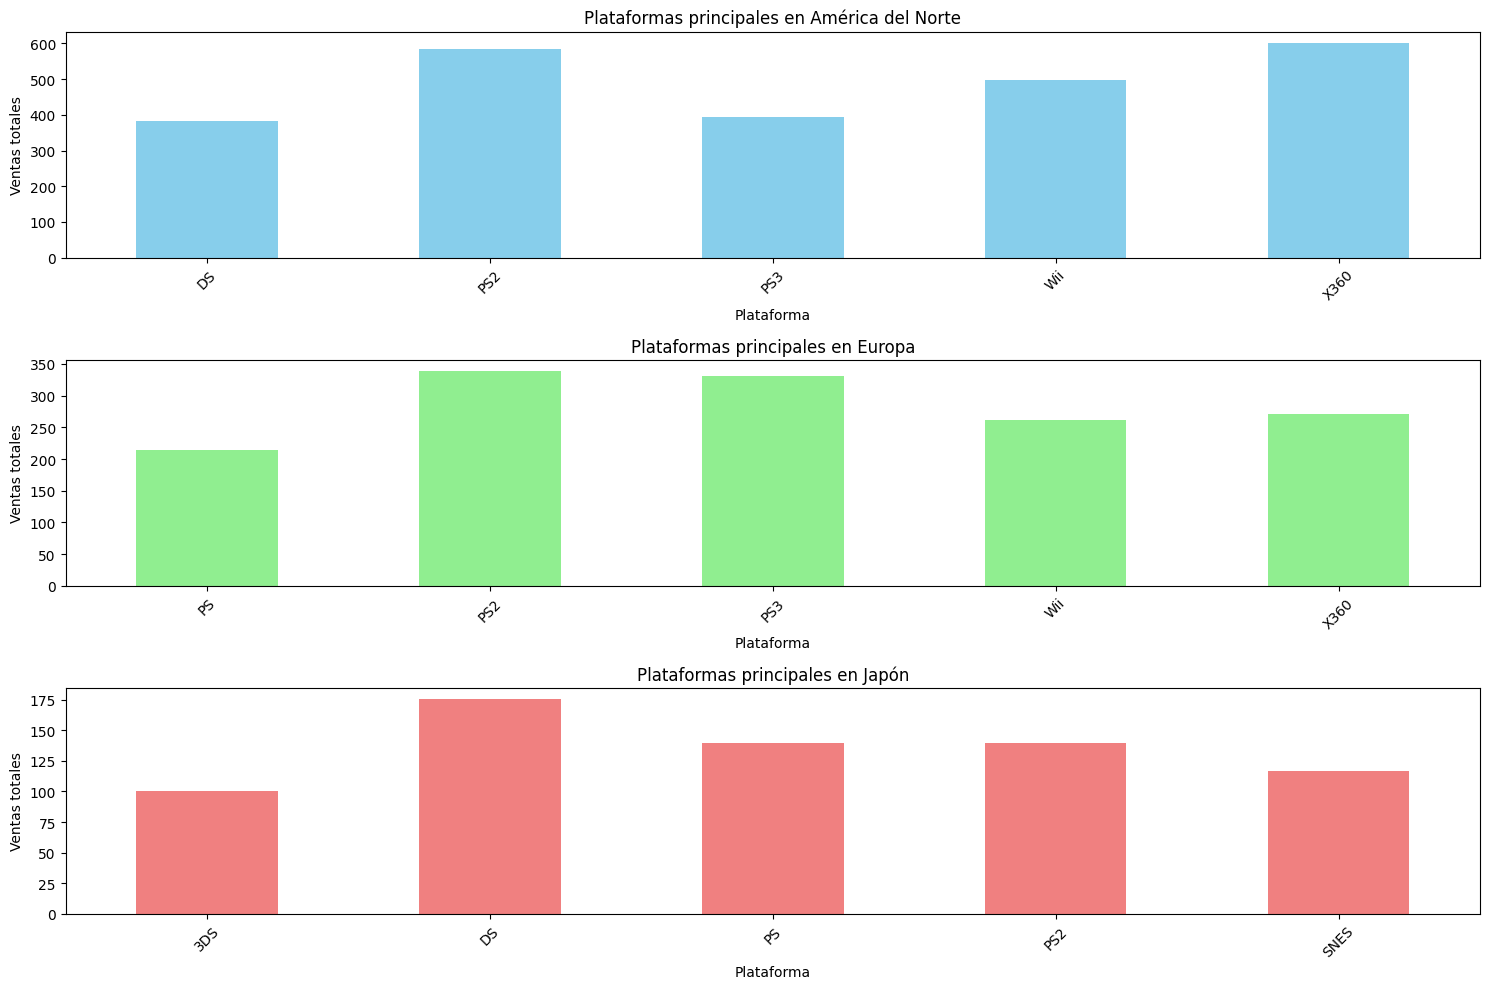 Plataformas principales en América del Norte
Ventas totales
600
500
400
300
200
100
0
DS
PS2
PS3
Wii
X360
Plataforma
Plataformas principales en Europa
Ventas totales
350
300
250
200
150
100
50
0
PS
PS2
PS3
Wii
X360
Plataforma
Plataformas principales en Japón
Ventas totales
175
150
125
100
75
50
25
0
3DS
DS
PS
PS2
SNES
Plataforma